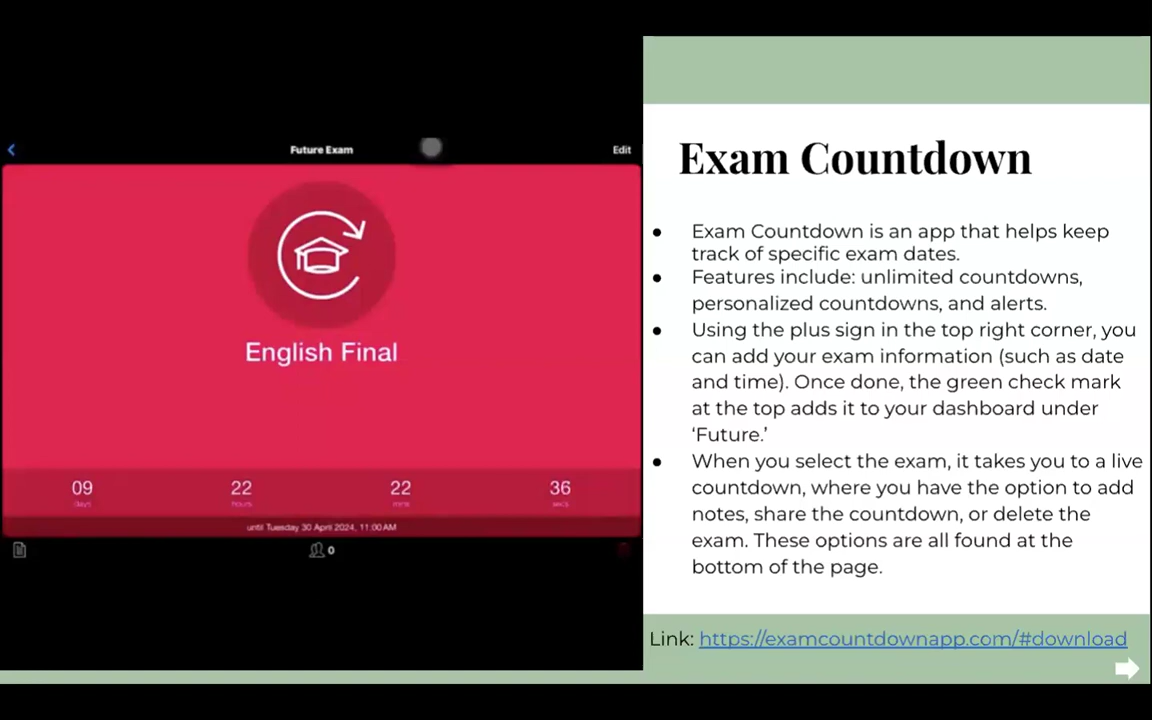 Future Exam
Edit
English Final
09
22
22
36
days
hours
mins
secs
until Tuesday 30 April 2024, 11:00AM
0
Exam Countdown
● Exam Countdown is an app that helps keep
track of specific exam dates.
● Features include: unlimited countdowns,
personalized countdowns, and alerts.
● Using the plus sign in the top right corner, you
can add your exam information (such as date
and time). Once done, the green check mark
at the top adds it to your dashboard under
‘Future.’
● When you select the exam, it takes you to a live
countdown, where you have the option to add
notes, share the countdown, or delete the
exam. These options are all found at the
bottom of the page.
Link: https://examcountdownapp.com/#download